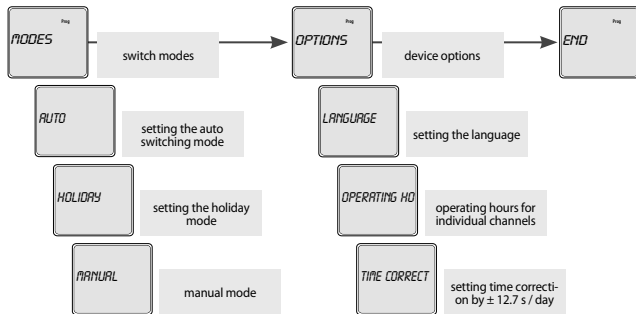 Prog
MODES
switch modes
Prog
OPTIONS
device options
Prog
END
AUTO
setting the auto
switching mode
LANGUAGE
setting the language
HOLIDAY
setting the holiday
mode
OPERATING HO
operating hours for
individual channels
MANUAL
manual mode
TIME CORRECT
setting time correcti-
on by ± 12.7 s / day